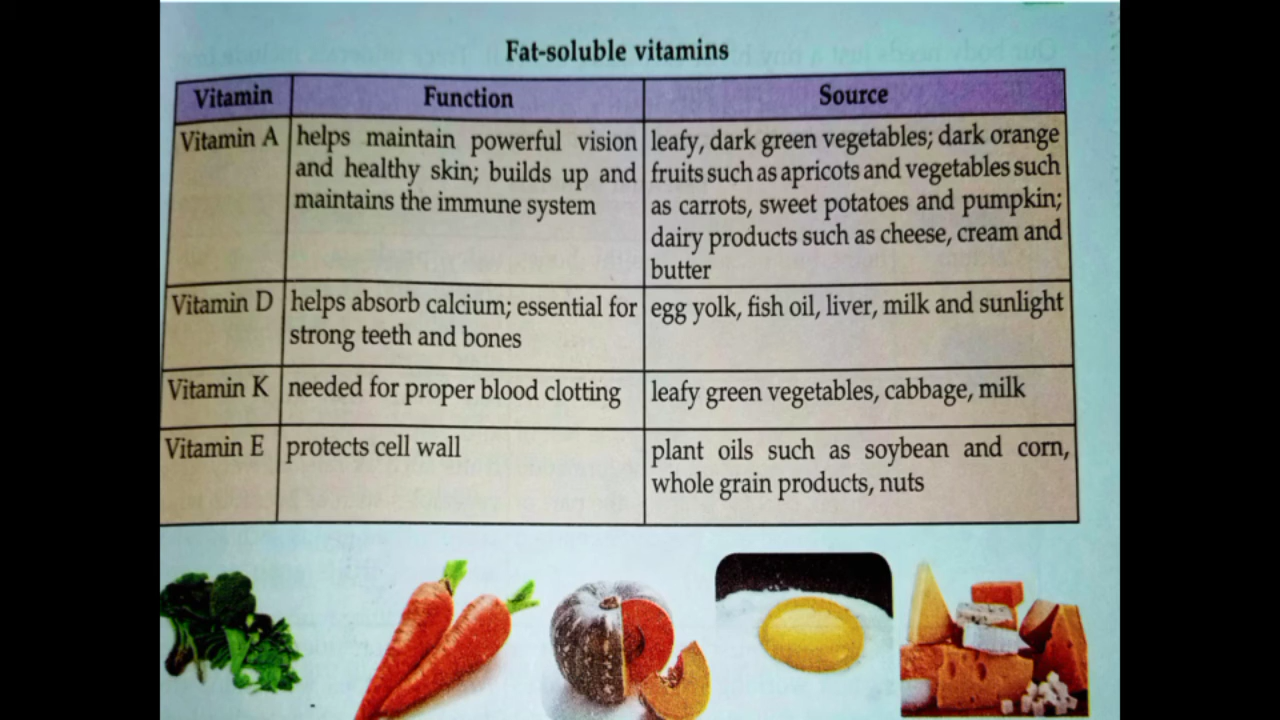 Fat-soluble vitamins
Vitamin Function Source
Vitamin A helps maintain powerful vision leafy, dark green vegetables; dark orange
and healthy skin; builds up and fruits such as apricots and vegetables such
maintains the immune system as carrots, sweet potatoes and pumpkin;
dairy products such as cheese, cream and
butter
Vitamin D helps absorb calcium; essential for egg yolk, fish oil, liver, milk and sunlight
strong teeth and bones
Vitamin K needed for proper blood clotting leafy green vegetables, cabbage, milk
Vitamin E protects cell wall plant oils such as soybean and corn,
whole grain products, nuts